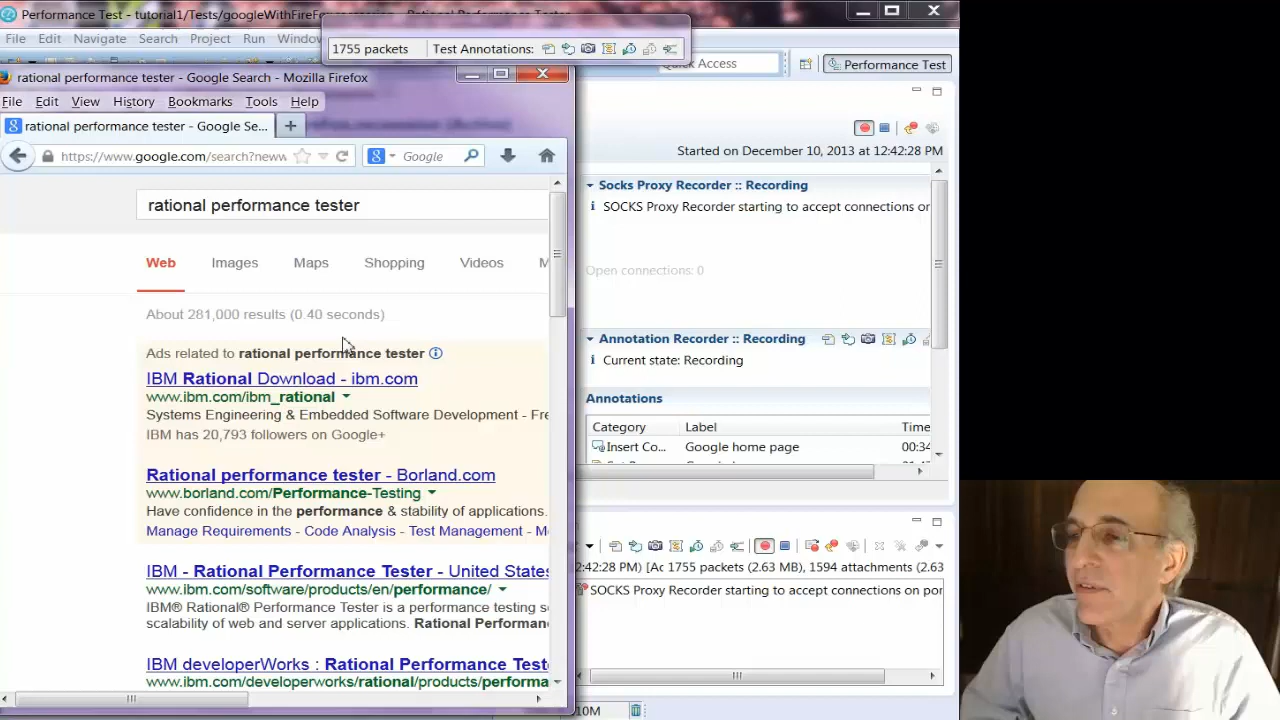 Performance Test - tutorial1/Tests/googleWithFireFox
File Edit Navigate Search Project Run Window
1755 packets Test Annotations:
Quick Access Performance Test
rational performance tester - Google Search - Mozilla Firefox
File Edit View History Bookmarks Tools Help
rational performance tester - Google Se...
https://www.google.com/search?neww
Google
rational performance tester
Web Images Maps Shopping Videos M
About 281,000 results (0.40 seconds)
Ads related to rational performance tester
IBM Rational Download - ibm.com
www.ibm.com/ibm_rational
Systems Engineering & Embedded Software Development - Fre
IBM has 20,793 followers on Google+
Rational performance tester - Borland.com
www.borland.com/Performance-Testing
Have confidence in the performance & stability of applications.
Manage Requirements - Code Analysis - Test Management - M
IBM - Rational Performance Tester - United States
www.ibm.com/software/products/en/performance/
IBM® Rational® Performance Tester is a performance testing s
scalability of web and server applications. Rational Performan
IBM developerWorks : Rational Performance Test
www.ibm.com/developerworks/rational/products/performa
Started on December 10, 2013 at 12:42:28 PM
Socks Proxy Recorder :: Recording
SOCKS Proxy Recorder starting to accept connections on
Open connections: 0
Annotation Recorder :: Recording
Current state: Recording
Annotations
Category Label Time
Insert Co... Google home page 00:34
2:42:28 PM) [Ac 1755 packets (2.63 MB), 1594 attachments (2.63
SOCKS Proxy Recorder starting to accept connections on por
10M